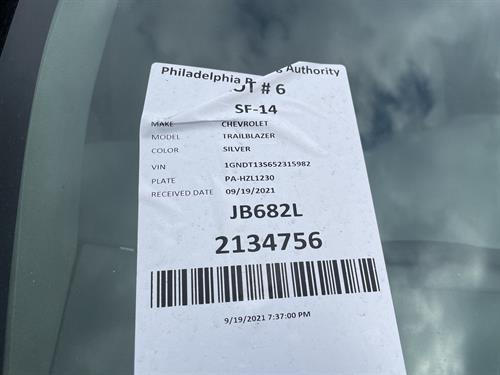 Philadelphia Authority
# 6
SF-14
MAKE CHEVROLET
MODEL TRAILBLAZER
COLOR SILVER
VIN 1GNDT13S652315982
PLATE PA-HZL1230
RECEIVED DATE 09/19/2021
JB682L
2134756
9/19/2021 7:37:00 PM